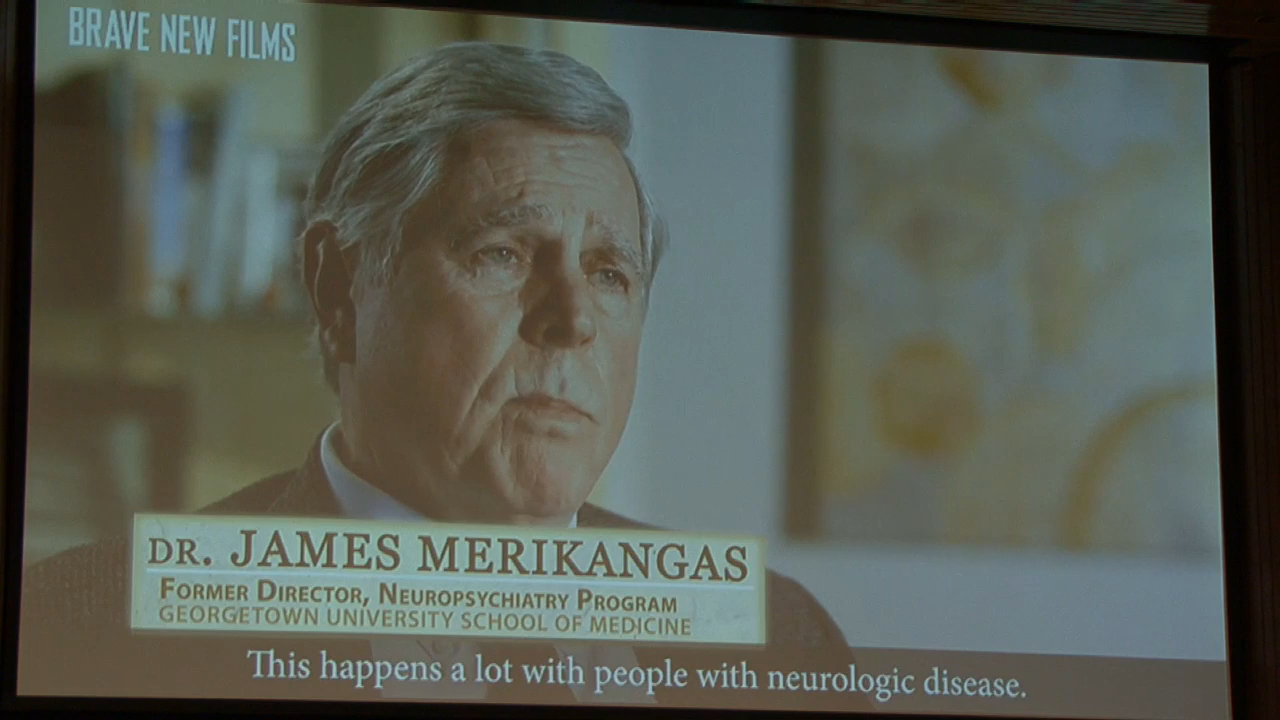 BRAVE NEW FILMS
DR. JAMES MERIKANGAS
FORMER DIRECTOR, NEUROPSYCHIATRY PROGRAM
GEORGETOWN UNIVERSITY SCHOOL OF MEDICINE
This happens a lot with people with neurologic disease.